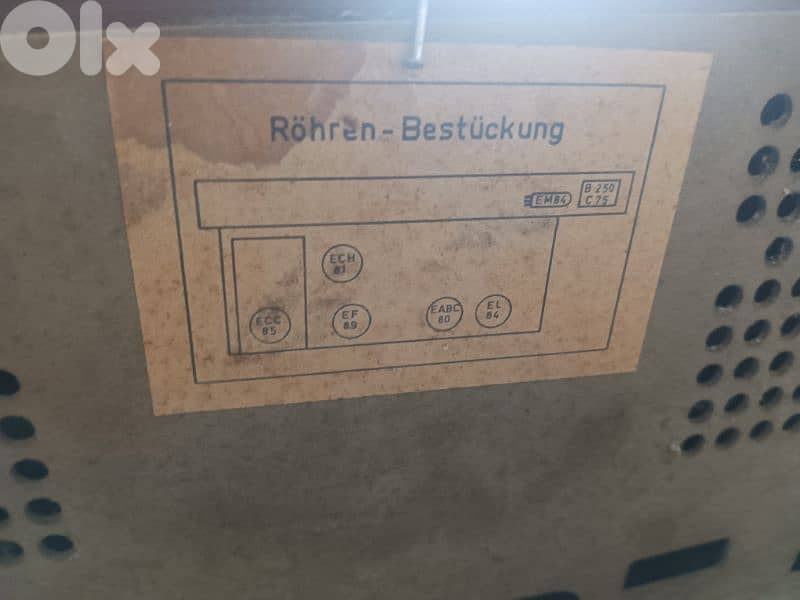 OLX
Röhren-Bestückung
EM84
B 250
C 75
ECH
81
ECC
85
EF
89
EABC
80
EL
84